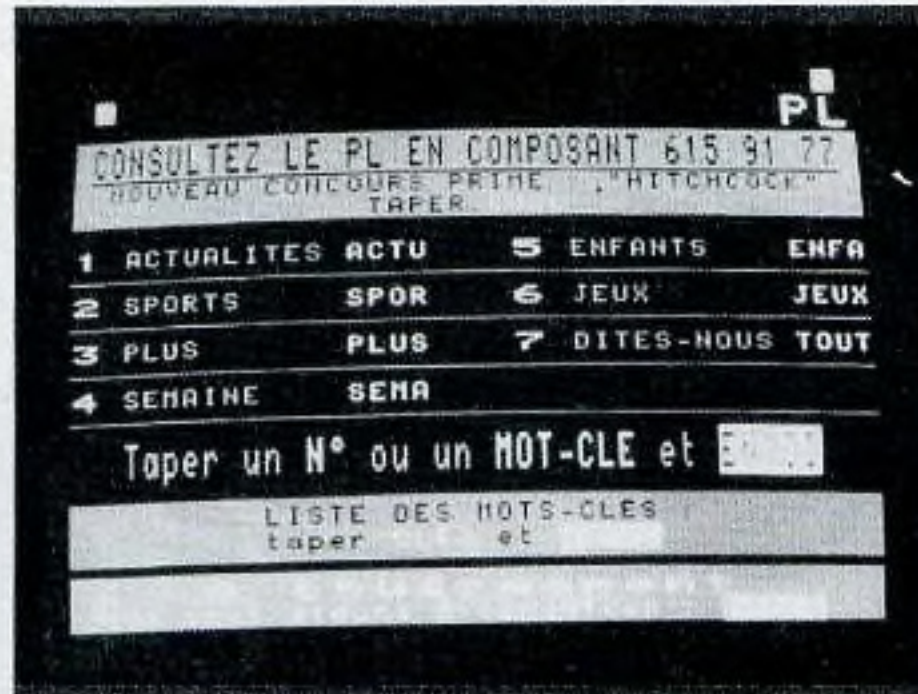 PL
CONSULTEZ LE PL EN COMPOSANT 615 91 77
NOUVEAU CONCOURS PRIME ,"HITCHCOCK"
TAPER
1 ACTUALITES ACTU 5 ENFANTS ENFA
2 SPORTS SPOR 6 JEUX JEUX
3 PLUS PLUS 7 DITES-NOUS TOUT
4 SEMAINE SEMA
Taper un N° ou un MOT-CLE et
LISTE DES MOTS-CLES
taper et